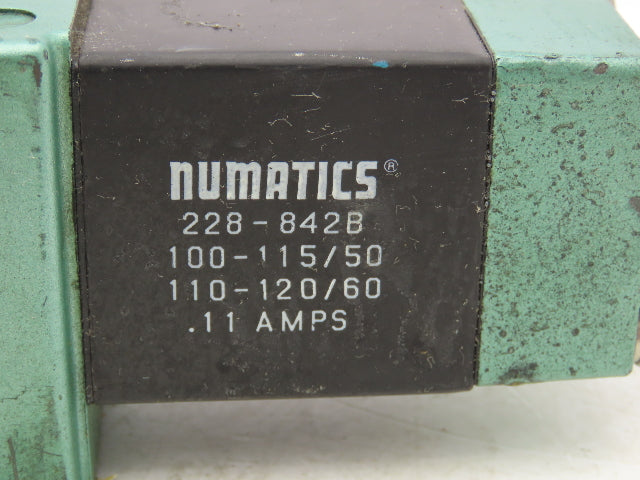 NUMATICS®
228-842B
100-115/50
110-120/60
.11 AMPS